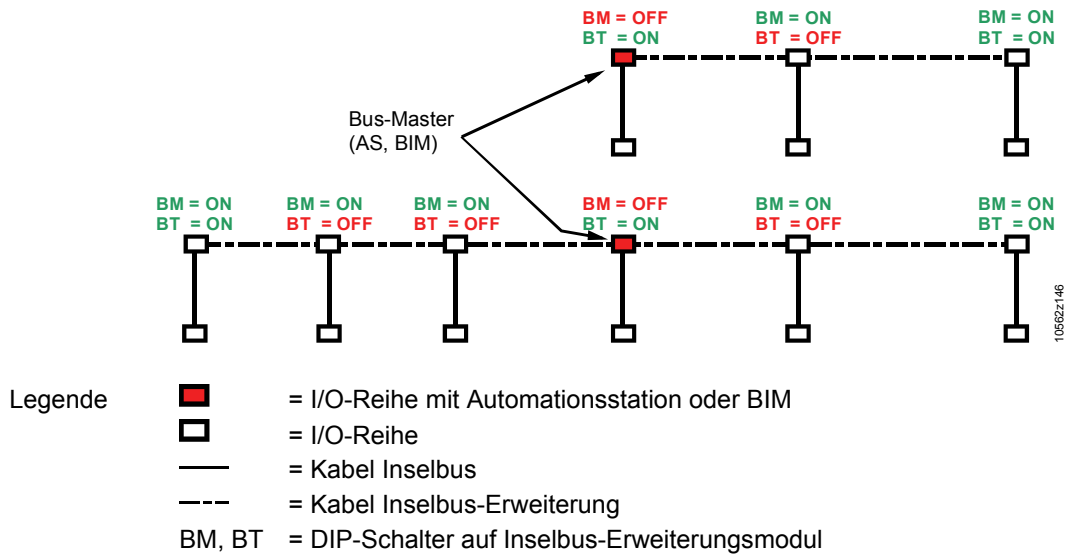 BM = OFF
BT = ON
BM = ON
BT = OFF
BM = ON
BT = ON
Bus-Master
(AS, BIM)
BM = ON
BT = ON
BM = ON
BT = OFF
BM = ON
BT = OFF
BM = OFF
BT = ON
BM = ON
BT = OFF
BM = ON
BT = ON
10562z146
Legende
= I/O-Reihe mit Automationsstation oder BIM
= I/O-Reihe
= Kabel Inselbus
= Kabel Inselbus-Erweiterung
BM, BT = DIP-Schalter auf Inselbus-Erweiterungsmodul